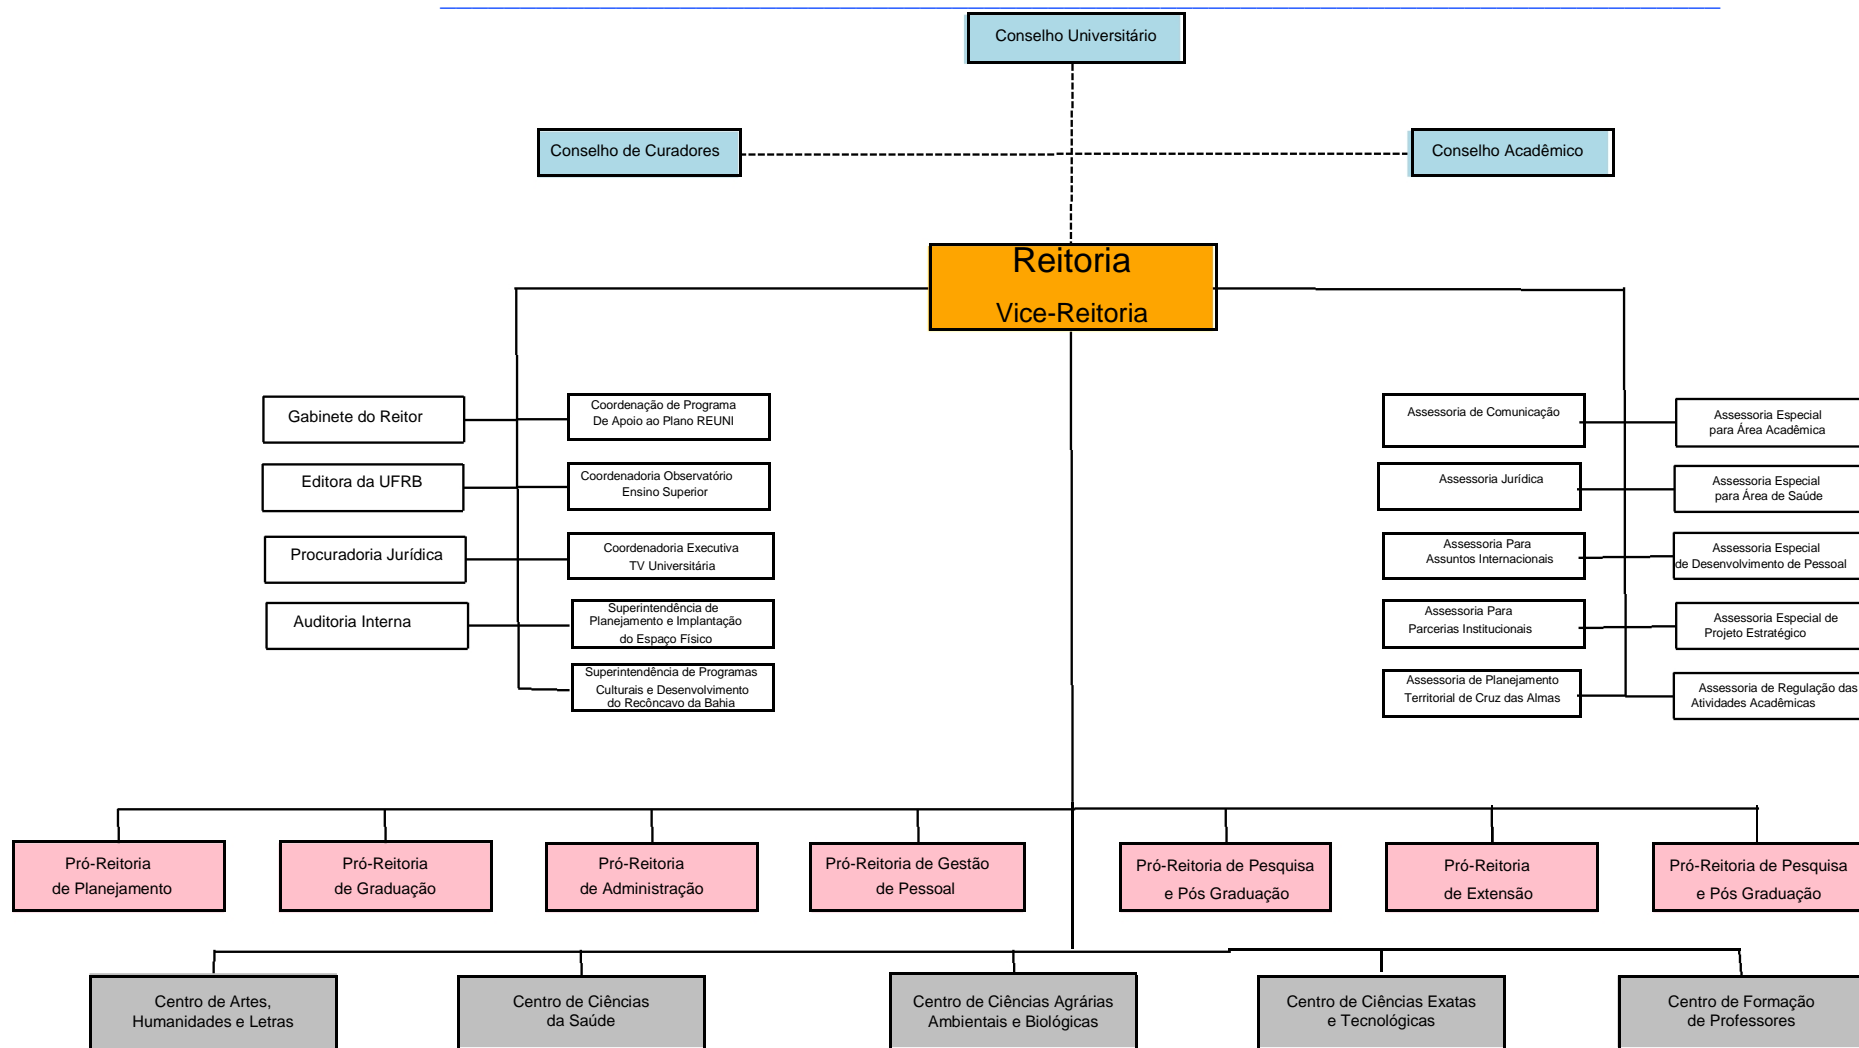 Conselho Universitário
Conselho de Curadores
Conselho Acadêmico
Reitoria
Vice-Reitoria
Gabinete do Reitor
Coordenação de Programa
De Apoio ao Plano REUNI
Editora da UFRB
Coordenadoria Observatório
Ensino Superior
Procuradoria Jurídica
Coordenadoria Executiva
TV Universitária
Auditoria Interna
Superintendência de
Planejamento e Implantação
do Espaço Físico
Superintendência de Programas
Culturais e Desenvolvimento
do Recôncavo da Bahia
Assessoria de Comunicação
Assessoria Especial
para Área Acadêmica
Assessoria Jurídica
Assessoria Especial
para Área de Saúde
Assessoria Para
Assuntos Internacionais
Assessoria Especial
de Desenvolvimento de Pessoal
Assessoria Para
Parcerias Institucionais
Assessoria Especial de
Projeto Estratégico
Assessoria de Planejamento
Territorial de Cruz das Almas
Assessoria de Regulação das
Atividades Acadêmicas
Pró-Reitoria
de Planejamento
Pró-Reitoria
de Graduação
Pró-Reitoria
de Administração
Pró-Reitoria de Gestão
de Pessoal
Pró-Reitoria de Pesquisa
e Pós Graduação
Pró-Reitoria
de Extensão
Pró-Reitoria de Pesquisa
e Pós Graduação
Centro de Artes,
Humanidades e Letras
Centro de Ciências
da Saúde
Centro de Ciências Agrárias
Ambientais e Biológicas
Centro de Ciências Exatas
e Tecnológicas
Centro de Formação
de Professores